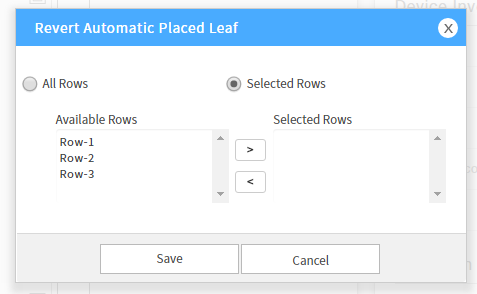 Device Inv
Revert Automatic Placed Leaf X
All Rows Selected Rows
Available Rows Selected Rows
Row-1
Row-2
Row-3
>
<
Save Cancel